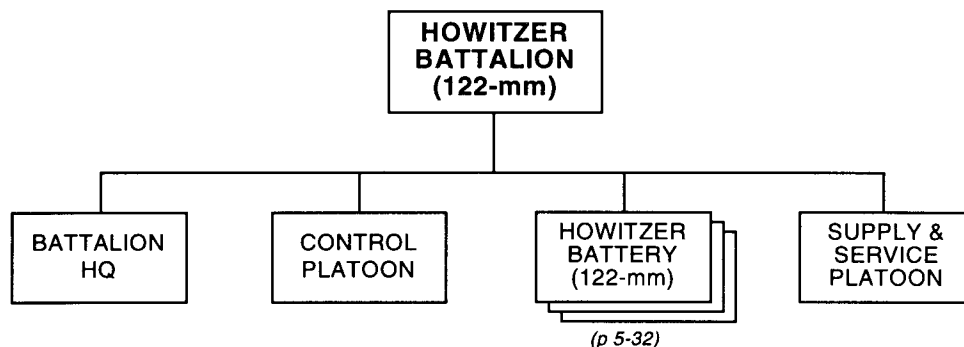 HOWITZER
BATTALION
(122-mm)
BATTALION
HQ
CONTROL
PLATOON
HOWITZER
BATTERY
(122-mm)
SUPPLY &
SERVICE
PLATOON
(p 5-32)